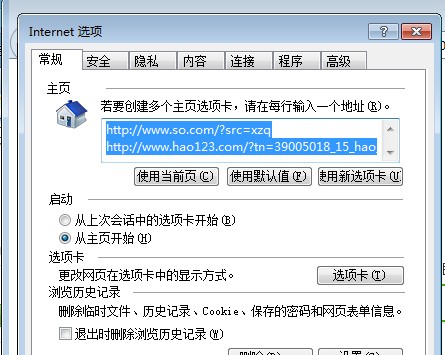 Internet 选项
常规 安全 隐私 内容 连接 程序 高级
主页
若要创建多个主页选项卡，请在每行输入一个地址(R)。
http://www.so.com/?src=xzq
http://www.hao123.com/?tn=39005018_15_hao
使用当前页(C) 使用默认值(F) 使用新选项卡(U)
启动
从上次会话中的选项卡开始(B)
从主页开始(H)
选项卡
更改网页在选项卡中的显示方式。 选项卡(T)
浏览历史记录
删除临时文件、历史记录、Cookie、保存的密码和网页表单信息。
退出时删除浏览历史记录(W)